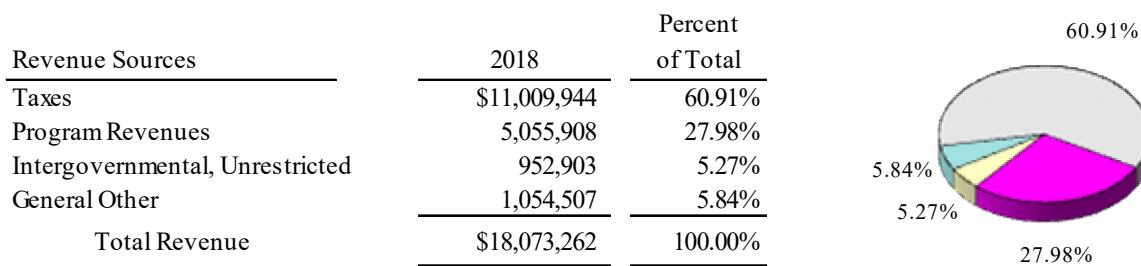 Percent
Revenue Sources 2018 of Total
Taxes $11,009,944 60.91%
Program Revenues 5,055,908 27.98%
Intergovernmental, Unrestricted 952,903 5.27%
General Other 1,054,507 5.84%
Total Revenue $18,073,262 100.00%
60.91%
5.84%
5.27%
27.98%